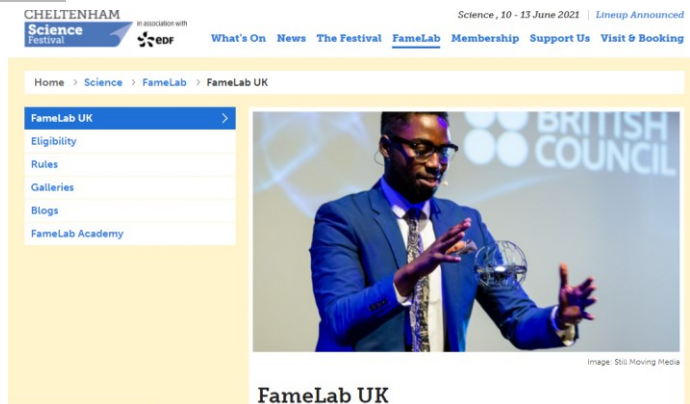 CHELTENHAM
Science
Festival
in association with
eDF
Science , 10 - 13 June 2021 | Lineup Announced
What's On News The Festival FameLab Membership Support Us Visit & Booking
Home > Science > FameLab > FameLab UK
FameLab UK >
Eligibility
Rules
Galleries
Blogs
FameLab Academy
BRITISH
COUNCIL
Image: Still Moving Media
FameLab UK